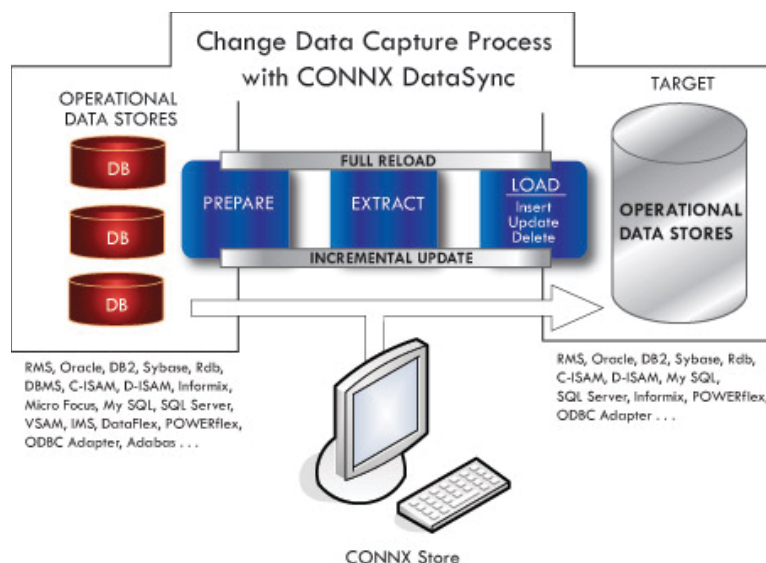 Change Data Capture Process
with CONNX DataSync
OPERATIONAL
DATA STORES
DB
DB
DB
FULL RELOAD
PREPARE
EXTRACT
LOAD
Insert
Update
Delete
INCREMENTAL UPDATE
TARGET
OPERATIONAL
DATA STORES
RMS, Oracle, DB2, Sybase, Rdb,
DBMS, C-ISAM, D-ISAM, Informix,
Micro Focus, My SQL, SQL Server,
VSAM, IMS, DataFlex, POWERflex,
ODBC Adapter, Adabas . . .
RMS, Oracle, DB2, Sybase, Rdb,
C-ISAM, D-ISAM, My SQL,
SQL Server, Informix, POWERflex,
ODBC Adapter . . .
CONNX Store